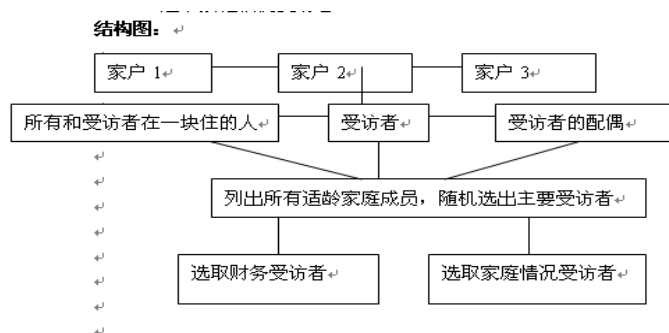 结构图：
家户 1 家户 2 家户 3
所有和受访者在一块住的人 受访者 受访者的配偶
列出所有适龄家庭成员，随机选出主要受访者
选取财务受访者 选取家庭情况受访者